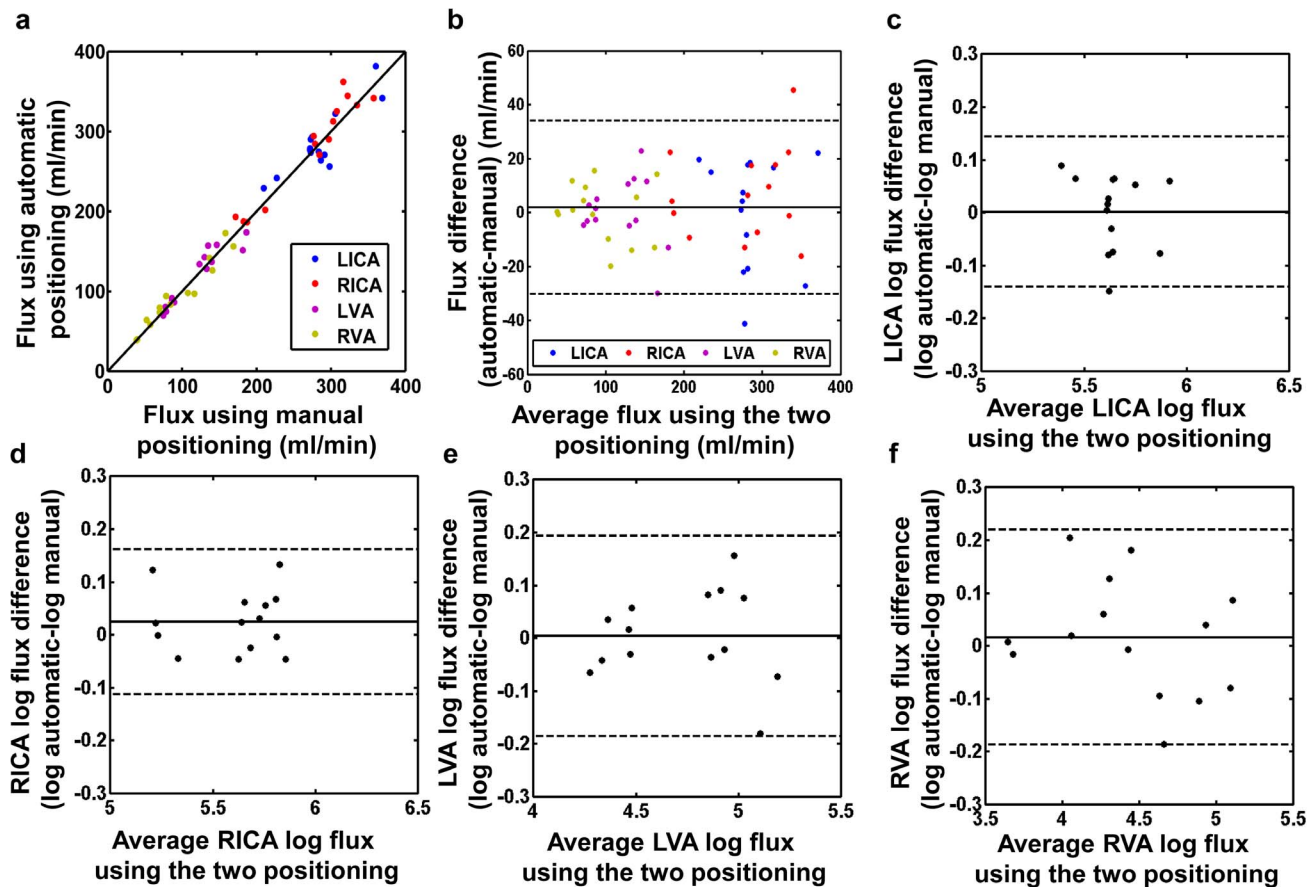 a
Flux using automatic
positioning (ml/min)
400
300
200
100
0
0 100 200 300 400
LICA
RICA
LVA
RVA
Flux using manual
positioning (ml/min)
b
Flux difference
(automatic-manual) (ml/min)
60
40
20
0
-20
-40
-60
0 100 200 300 400
LICA RICA LVA RVA
Average flux using the two
positioning (ml/min)
c
LICA log flux difference
(log automatic-log manual)
0.3
0.2
0.1
0
-0.1
-0.2
-0.3
5 5.5 6 6.5
Average LICA log flux
using the two positioning
d
RICA log flux difference
(log automatic-log manual)
0.3
0.2
0.1
0
-0.1
-0.2
-0.3
5 5.5 6 6.5
Average RICA log flux
using the two positioning
e
LVA log flux difference
(log automatic-log manual)
0.3
0.2
0.1
0
-0.1
-0.2
-0.3
4 4.5 5 5.5
Average LVA log flux
using the two positioning
f
RVA log flux difference
(log automatic-log manual)
0.3
0.2
0.1
0
-0.1
-0.2
-0.3
3.5 4 4.5 5 5.5
Average RVA log flux
using the two positioning